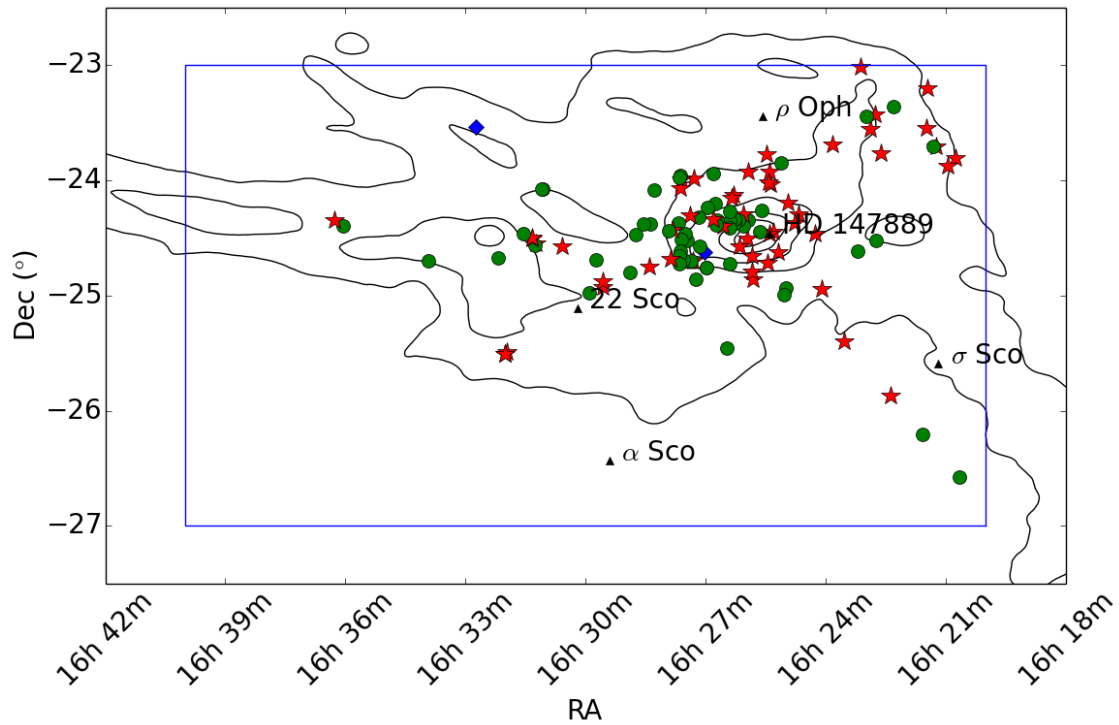 −23
ρ Oph
−24
HD 147889
−25
22 Sco
σ Sco
−26
α Sco
−27
Dec (°)
16h 42m
16h 39m
16h 36m
16h 33m
16h 30m
16h 27m
16h 24m
16h 21m
16h 18m
RA